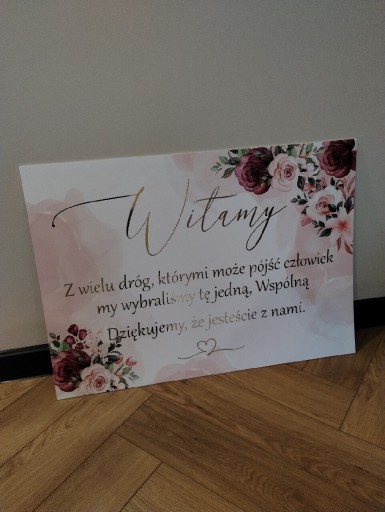 Witamy
Z wielu dróg, którymi może pójść człowiek
my wybraliśmy tę jedną, Wspólną
Dziękujemy, że jesteście z nami.